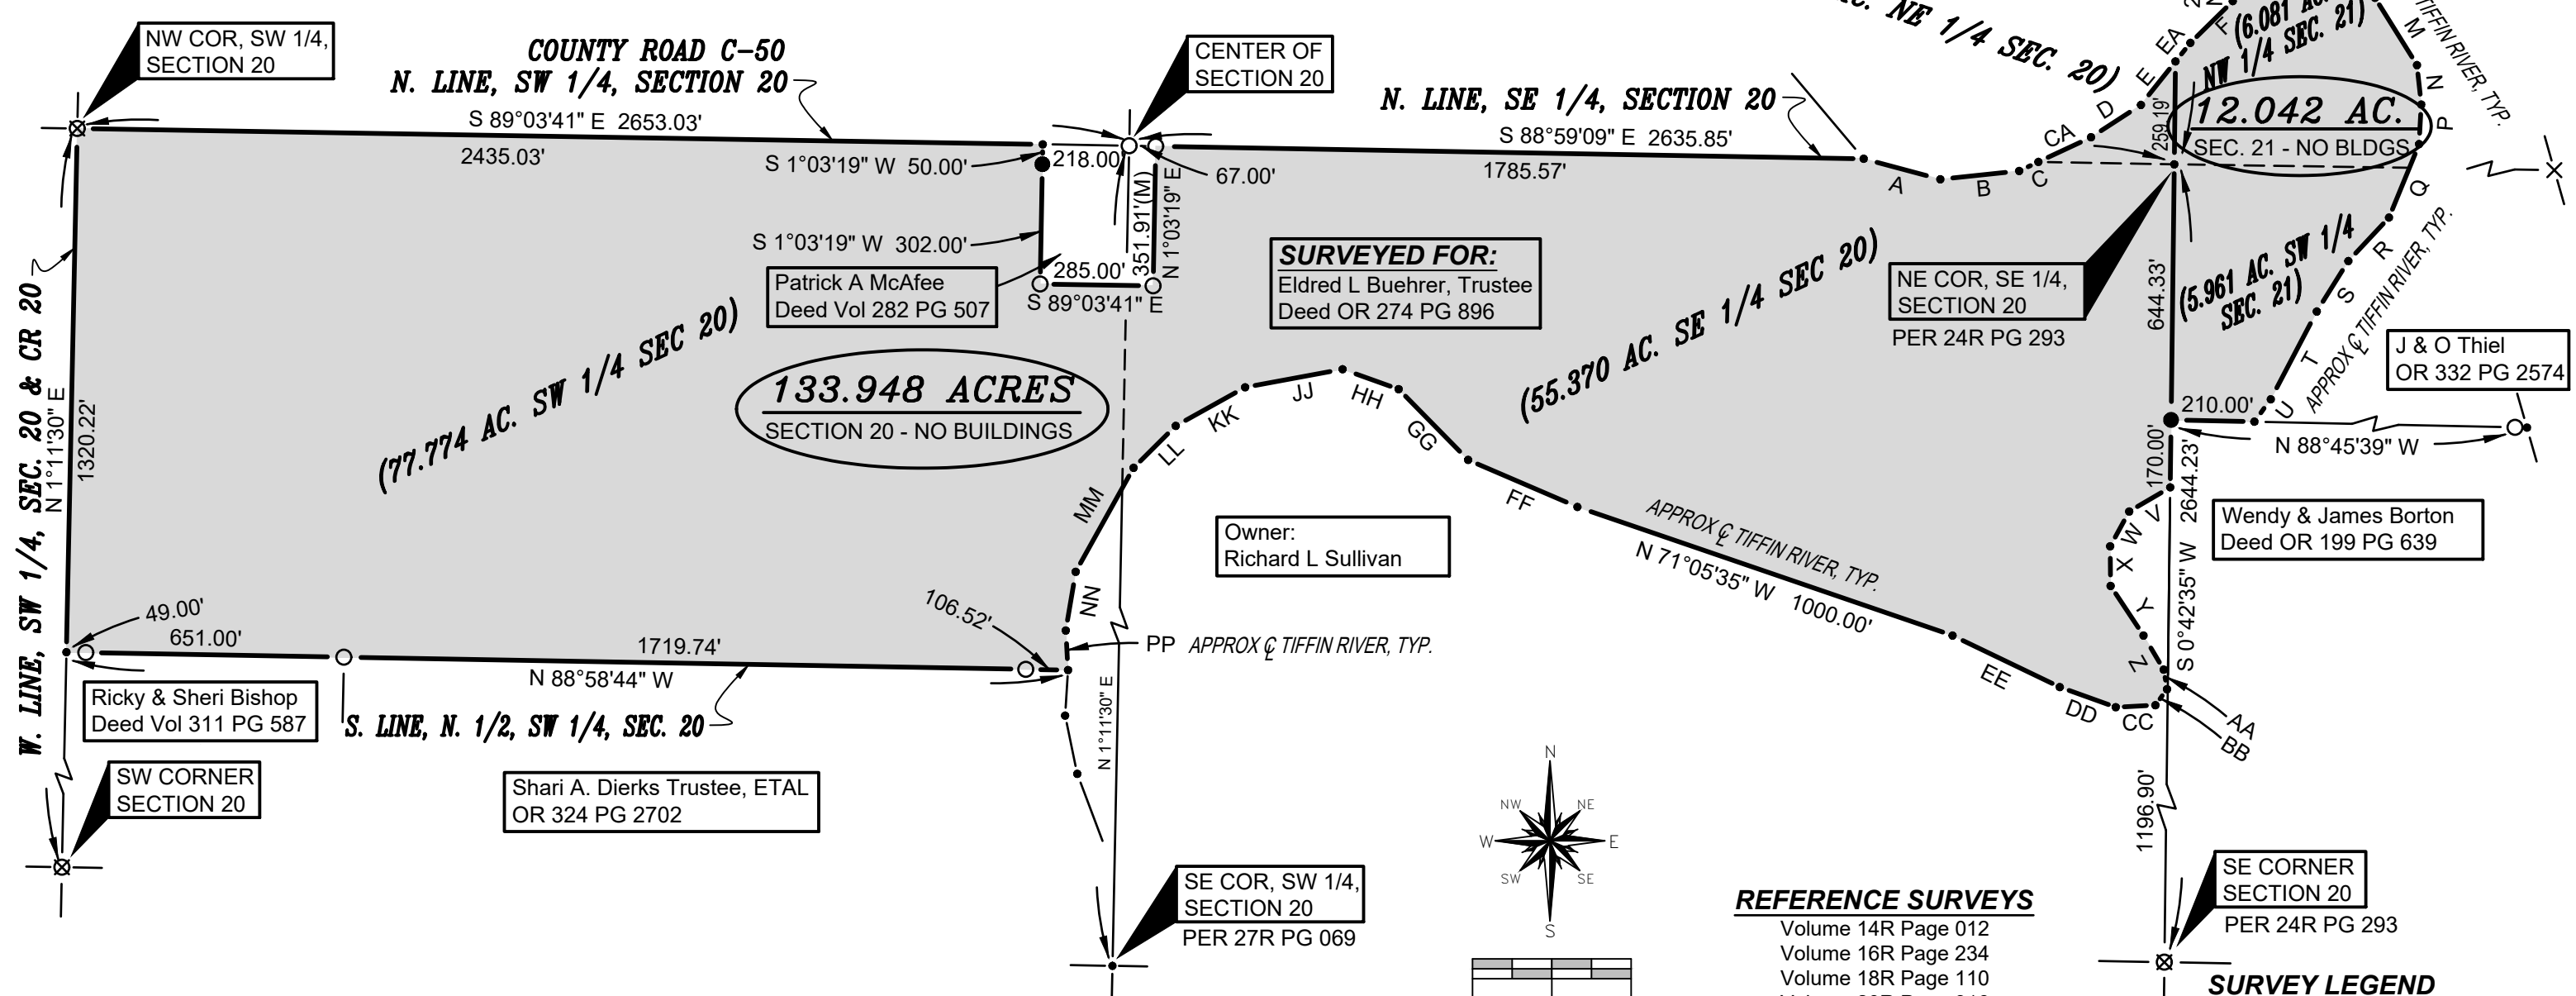 NW COR, SW 1/4,
SECTION 20
COUNTY ROAD C-50
N. LINE, SW 1/4, SECTION 20
S 89°03'41" E 2653.03'
2435.03'
S 1°03'19" W 50.00'
218.00'
CENTER OF
SECTION 20
67.00'
N. LINE, SE 1/4, SECTION 20
S 88°59'09" E 2635.85'
1785.57'
NE 1/4 SEC. 20)
A
B
C
CA
D
E
EA
F
259.19'
(6.081 AC.
NW 1/4 SEC. 21)
12.042 AC.
SEC. 21 - NO BLDGS
M
N
P
Q
R
S
T
U
TIFFIN RIVER, TYP.
S 1°03'19" W 302.00'
351.91'(M)
N 1°03'19" E
285.00'
S 89°03'41" E
Patrick A McAfee
Deed Vol 282 PG 507
SURVEYED FOR:
Eldred L Buehrer, Trustee
Deed OR 274 PG 896
NE COR, SE 1/4,
SECTION 20
PER 24R PG 293
644.33'
(5.961 AC. SW 1/4
SEC. 21)
APPROX ℄ TIFFIN RIVER, TYP.
J & O Thiel
OR 332 PG 2574
210.00'
N 88°45'39" W
W. LINE, SW 1/4, SEC. 20 & CR 20
N 1°11'30" E
1320.22'
(77.774 AC. SW 1/4 SEC 20)
133.948 ACRES
SECTION 20 - NO BUILDINGS
(55.370 AC. SE 1/4 SEC 20)
170.00'
S 0°42'35" W 2644.23'
Wendy & James Borton
Deed OR 199 PG 639
V
W
X
Y
Z
AA
BB
CC
DD
EE
FF
GG
HH
JJ
KK
LL
MM
NN
PP APPROX ℄ TIFFIN RIVER, TYP.
APPROX ℄ TIFFIN RIVER, TYP.
N 71°05'35" W 1000.00'
Owner:
Richard L Sullivan
49.00'
651.00'
1719.74'
106.52'
N 88°58'44" W
S. LINE, N. 1/2, SW 1/4, SEC. 20
Ricky & Sheri Bishop
Deed Vol 311 PG 587
SW CORNER
SECTION 20
Shari A. Dierks Trustee, ETAL
OR 324 PG 2702
N 1°11'30" E
SE COR, SW 1/4,
SECTION 20
PER 27R PG 069
N
NE
E
SE
S
SW
W
NW
1196.90'
SE CORNER
SECTION 20
PER 24R PG 293
REFERENCE SURVEYS
Volume 14R Page 012
Volume 16R Page 234
Volume 18R Page 110
SURVEY LEGEND